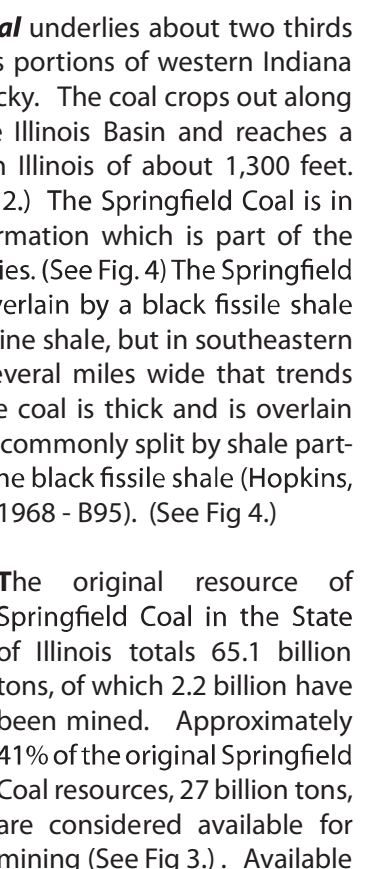 al underlies about two thirds
s portions of western Indiana
cky. The coal crops out along
e Illinois Basin and reaches a
n Illinois of about 1,300 feet.
2.) The Springfield Coal is in
rmation which is part of the
ies. (See Fig. 4) The Springfield
verlain by a black fissile shale
ine shale, but in southeastern
everal miles wide that trends
e coal is thick and is overlain
commonly split by shale part-
he black fissile shale (Hopkins,
1968 - B95). (See Fig 4.)
The original resource of
Springfield Coal in the State
of Illinois totals 65.1 billion
tons, of which 2.2 billion have
been mined. Approximately
41% of the original Springfield
Coal resources, 27 billion tons,
are considered available for
mining (See Fig 3.) . Available